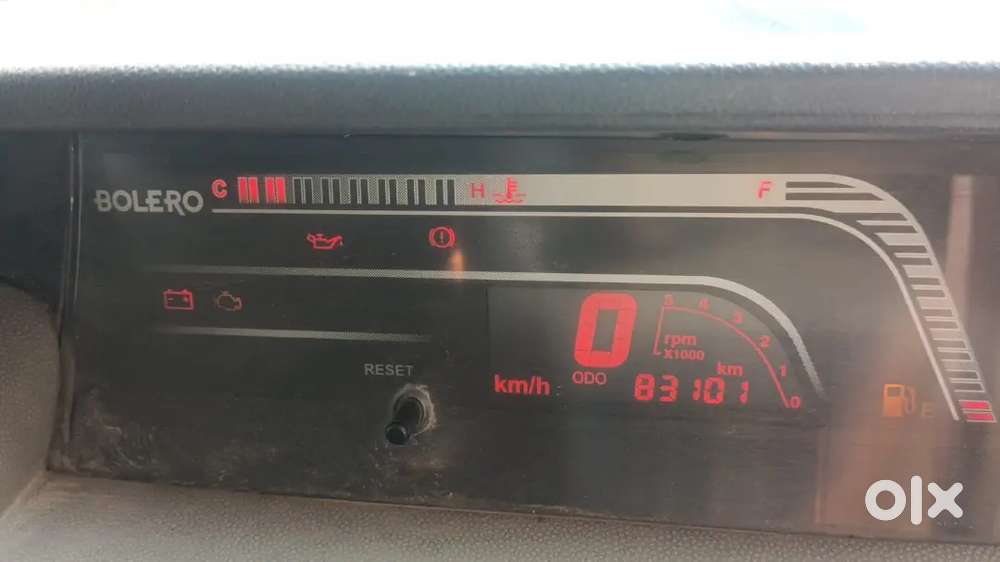 BOLERO C H F
5 4 3 2 1 0
rpm
X1000
RESET
0
km/h
ODO
km
83101
E
olx